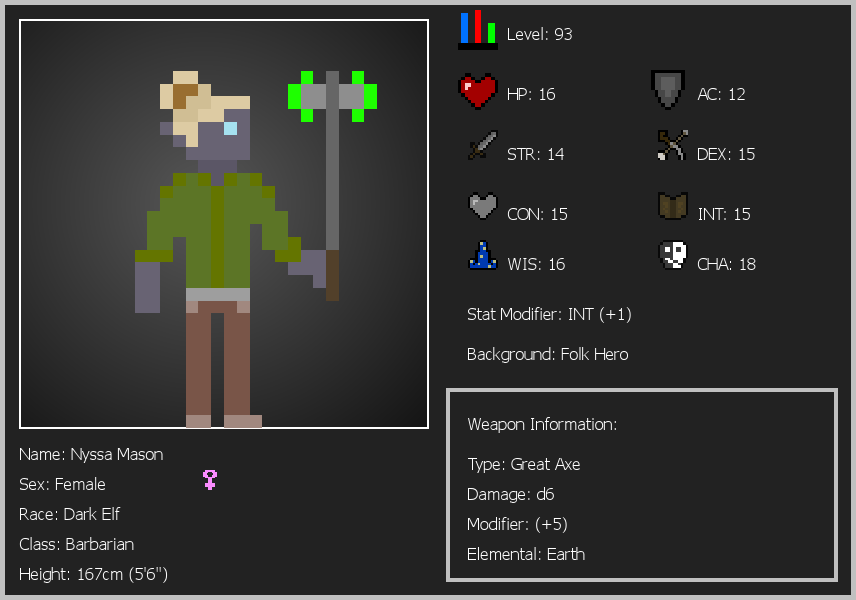 Level: 93
HP: 16
AC: 12
STR: 14
DEX: 15
CON: 15
INT: 15
WIS: 16
CHA: 18
Stat Modifier: INT (+1)
Background: Folk Hero
Weapon Information:
Type: Great Axe
Damage: d6
Modifier: (+5)
Elemental: Earth
Name: Nyssa Mason
Sex: Female
Race: Dark Elf
Class: Barbarian
Height: 167cm (5'6")